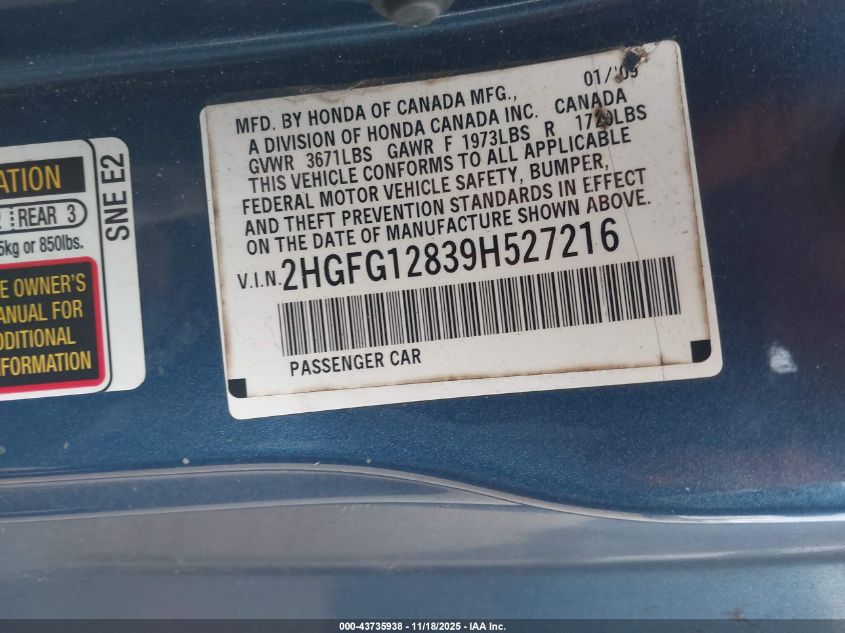 ATION
REAR 3
5kg or 850lbs.
E OWNER'S
ANUAL FOR
DDITIONAL
NFORMATION
SNE E2
01/'09
MFD. BY HONDA OF CANADA MFG.,
A DIVISION OF HONDA CANADA INC. CANADA
GVWR 3671LBS GAWR F 1973LBS R 1729LBS
THIS VEHICLE CONFORMS TO ALL APPLICABLE
FEDERAL MOTOR VEHICLE SAFETY, BUMPER,
AND THEFT PREVENTION STANDARDS IN EFFECT
ON THE DATE OF MANUFACTURE SHOWN ABOVE.
V.I.N. 2HGFG12839H527216
PASSENGER CAR
000-43735938 - 11/18/2025 - IAA Inc.